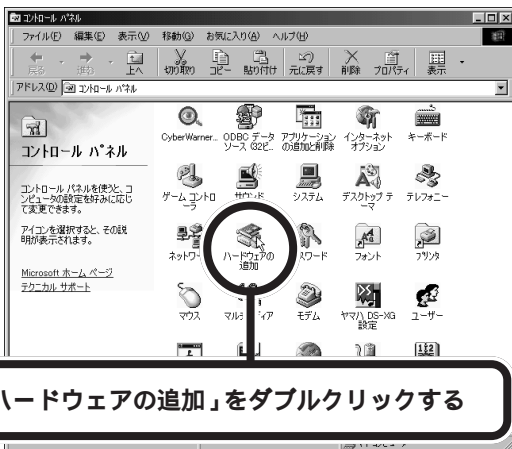 コントロール パネル
ファイル(F) 編集(E) 表示(V) 移動(G) お気に入り(A) ヘルプ(H)
戻る 進む 上へ 切り取り コピー 貼り付け 元に戻す 削除 プロパティ 表示
アドレス(D) コントロール パネル
コントロール パネル
コントロール パネルを使うと、コ
ンピュータの設定を好みに応じ
て変更できます。
アイコンを選択すると、その説
明が表示されます。
Microsoft ホーム ページ
テクニカル サポート
CyberWarner... ODBC データ アプリケーション インターネット キーボード
ソース (32ビ... の追加と削除 オプション
ゲーム コントロ サウンド システム デスクトップ テ テレフォニー
ーラ ーマ
ネットワー ハードウェアの スワード フォント プリンタ
追加
マウス マルチ ィア モデム ヤマハ DS-XG ユーザー
設定
ハードウェアの追加」をダブルクリックする